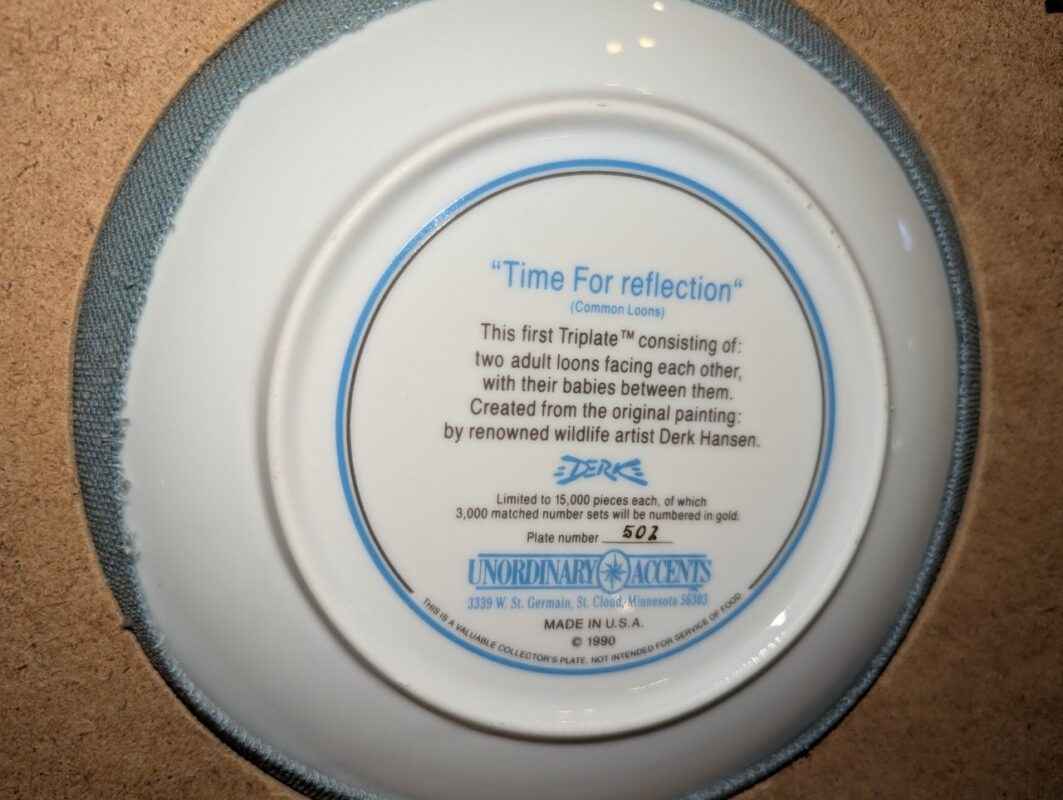 “Time For reflection“
(Common Loons)
This first Triplate™ consisting of:
two adult loons facing each other,
with their babies between them.
Created from the original painting:
by renowned wildlife artist Derk Hansen.
DERK
Limited to 15,000 pieces each, of which
3,000 matched number sets will be numbered in gold.
Plate number 502
UNORDINARY ACCENTS
3339 W. St. Germain, St. Cloud, Minnesota 56303
MADE IN U.S.A.
© 1990
THIS IS A VALUABLE COLLECTOR'S PLATE. NOT INTENDED FOR SERVICE OF FOOD